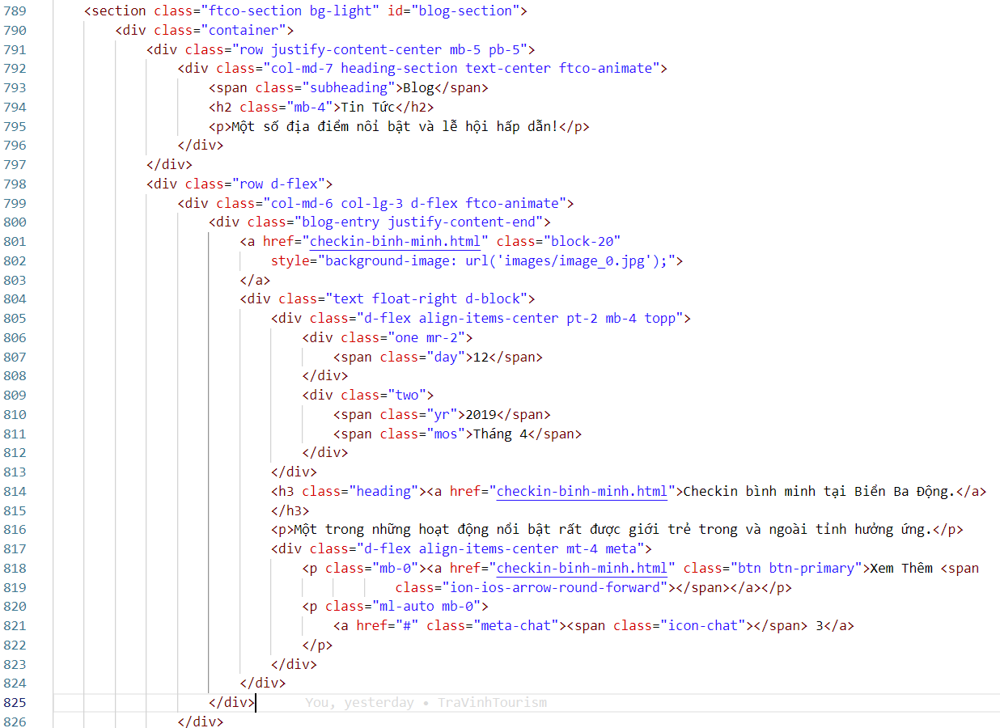 789 <section class="ftco-section bg-light" id="blog-section">
790 <div class="container">
791 <div class="row justify-content-center mb-5 pb-5">
792 <div class="col-md-7 heading-section text-center ftco-animate">
793 <span class="subheading">Blog</span>
794 <h2 class="mb-4">Tin Tức</h2>
795 <p>Một số địa điểm nổi bật và lễ hội hấp dẫn!</p>
796 </div>
797 </div>
798 <div class="row d-flex">
799 <div class="col-md-6 col-lg-3 d-flex ftco-animate">
800 <div class="blog-entry justify-content-end">
801 <a href="checkin-binh-minh.html" class="block-20"
802 style="background-image: url('images/image_0.jpg');">
803 </a>
804 <div class="text float-right d-block">
805 <div class="d-flex align-items-center pt-2 mb-4 topp">
806 <div class="one mr-2">
807 <span class="day">12</span>
808 </div>
809 <div class="two">
810 <span class="yr">2019</span>
811 <span class="mos">Tháng 4</span>
812 </div>
813 </div>
814 <h3 class="heading"><a href="checkin-binh-minh.html">Checkin bình minh tại Biển Ba Động.</a>
815 </h3>
816 <p>Một trong những hoạt động nổi bật rất được giới trẻ trong và ngoài tỉnh hưởng ứng.</p>
817 <div class="d-flex align-items-center mt-4 meta">
818 <p class="mb-0"><a href="checkin-binh-minh.html" class="btn btn-primary">Xem Thêm <span
819 class="ion-ios-arrow-round-forward"></span></a></p>
820 <p class="ml-auto mb-0">
821 <a href="#" class="meta-chat"><span class="icon-chat"></span> 3</a>
822 </p>
823 </div>
824 </div>
825 </div> You, yesterday • TraVinhTourism
826 </div>